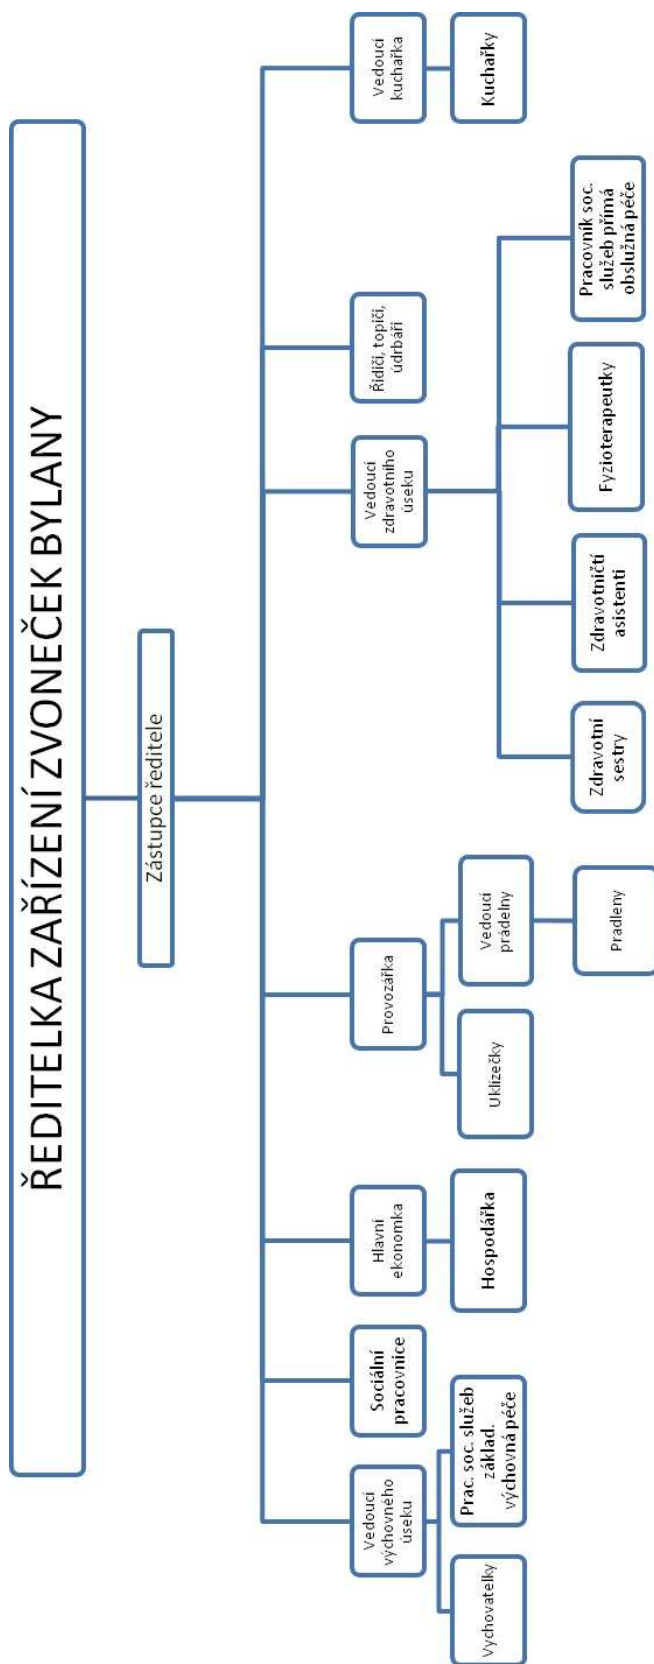 ŘEDITELKA ZAŘÍZENÍ ZVONEČEK BYLANY
Zástupce ředitele
Vedoucí
výchovného
úseku
Sociální
pracovnice
Hlavní
ekonomka
Provozářka
Vedoucí
zdravotního
úseku
Řidiči, topiči,
údrbáři
Vedoucí
kuchařka
Vychovatelky
Prac. soc. služeb
základ.
výchovná péče
Hospodářka
Uklízečky
Vedoucí
prádelny
Kuchařky
Pradleny
Zdravotní
sestry
Zdravotničtí
asistenti
Fyzioterapeutky
Pracovník soc.
služeb přímá
obslužná péče